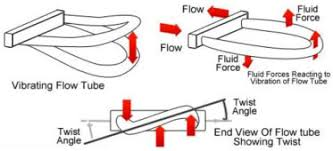 Flow
Flow
Fluid
Force
Fluid
Force
Vibrating Flow Tube
Fluid Forces Reacting to
Vibration of Flow Tube
Twist
Angle
Twist
Angle
End View Of Flow tube
Showing Twist